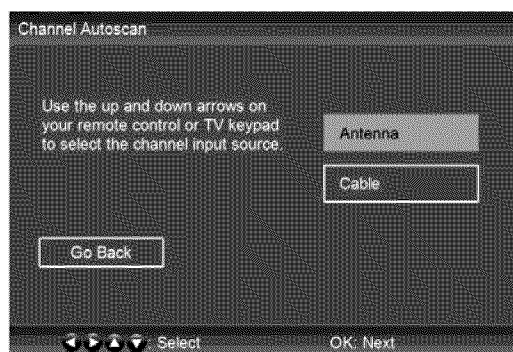 Channel Autoscan
Use the up and down arrows on
your remote control or TV keypad
to select the channel input source.
Antenna
Cable
Go Back
Select
OK: Next